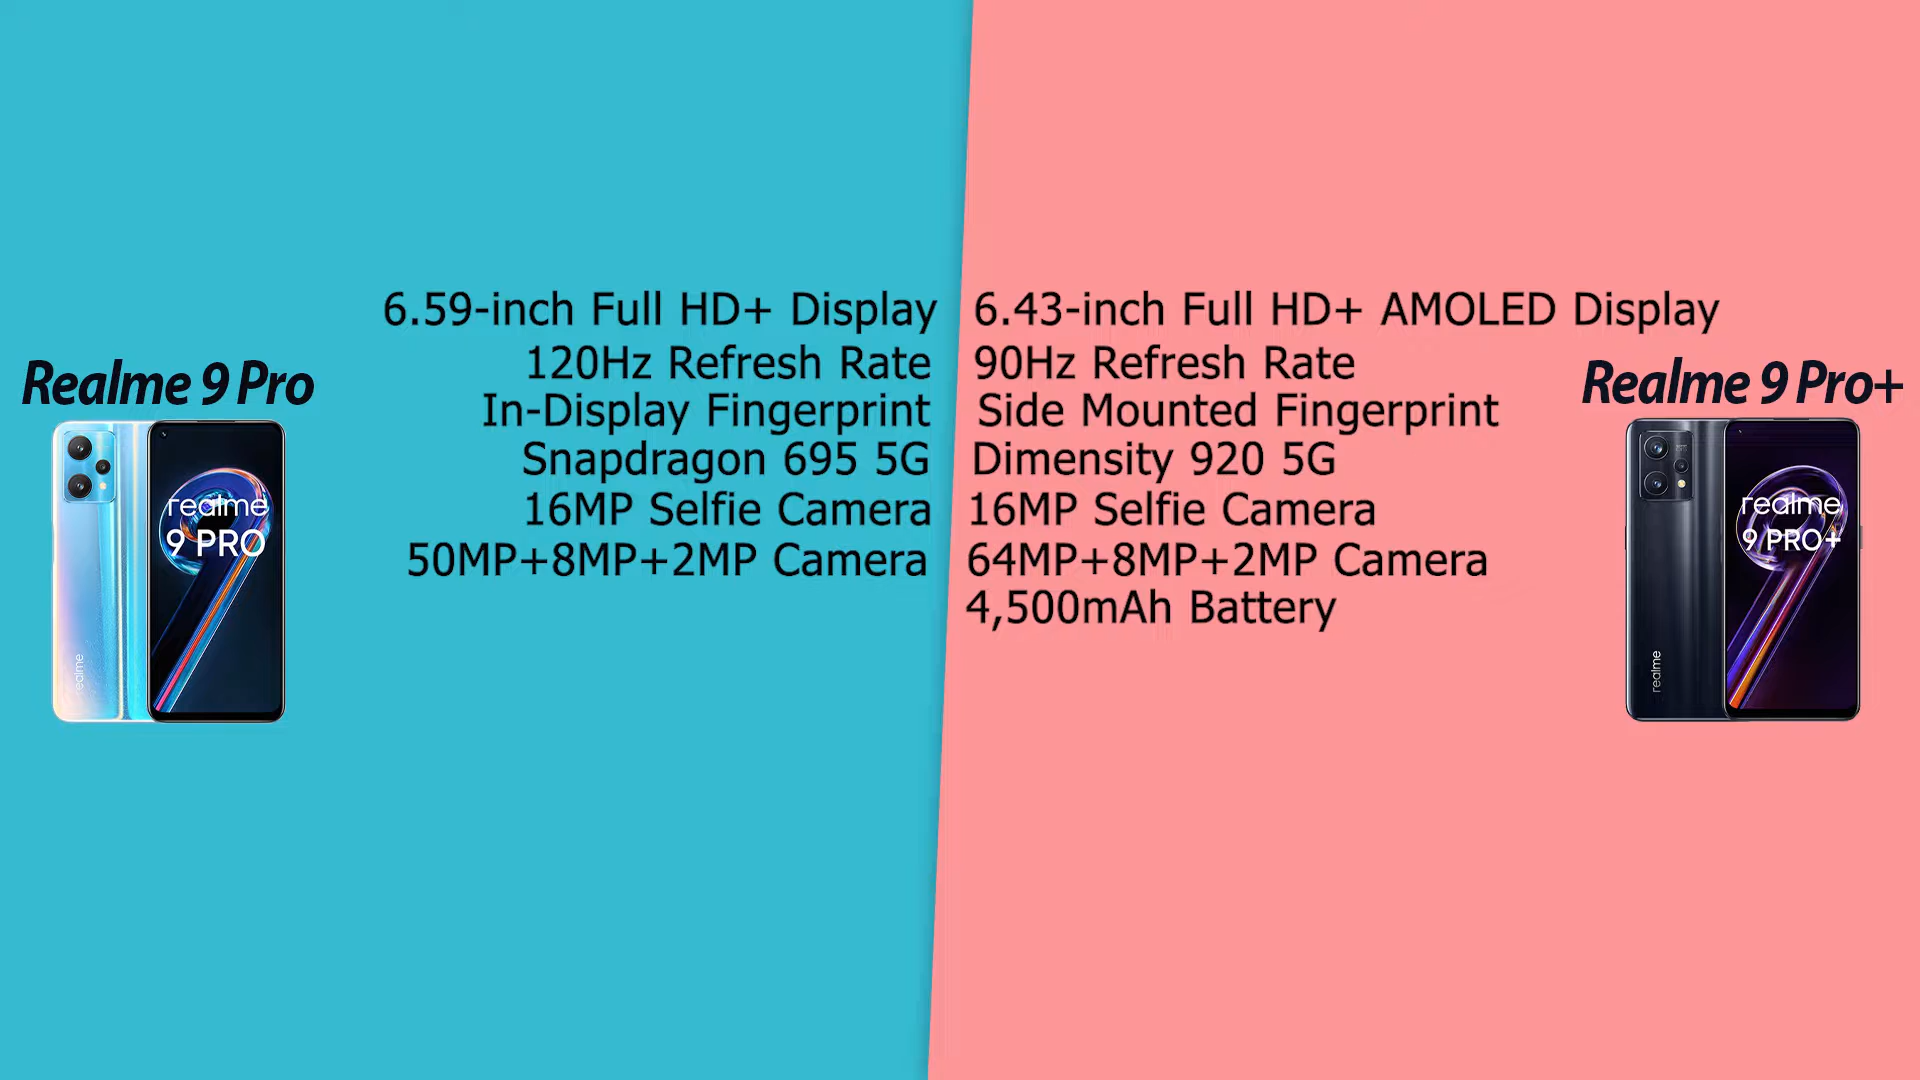 Realme 9 Pro
realme
9 PRO
realme
6.59-inch Full HD+ Display
120Hz Refresh Rate
In-Display Fingerprint
Snapdragon 695 5G
16MP Selfie Camera
50MP+8MP+2MP Camera
6.43-inch Full HD+ AMOLED Display
90Hz Refresh Rate
Side Mounted Fingerprint
Dimensity 920 5G
16MP Selfie Camera
64MP+8MP+2MP Camera
4,500mAh Battery
Realme 9 Pro+
realme
9 PRO+
realme